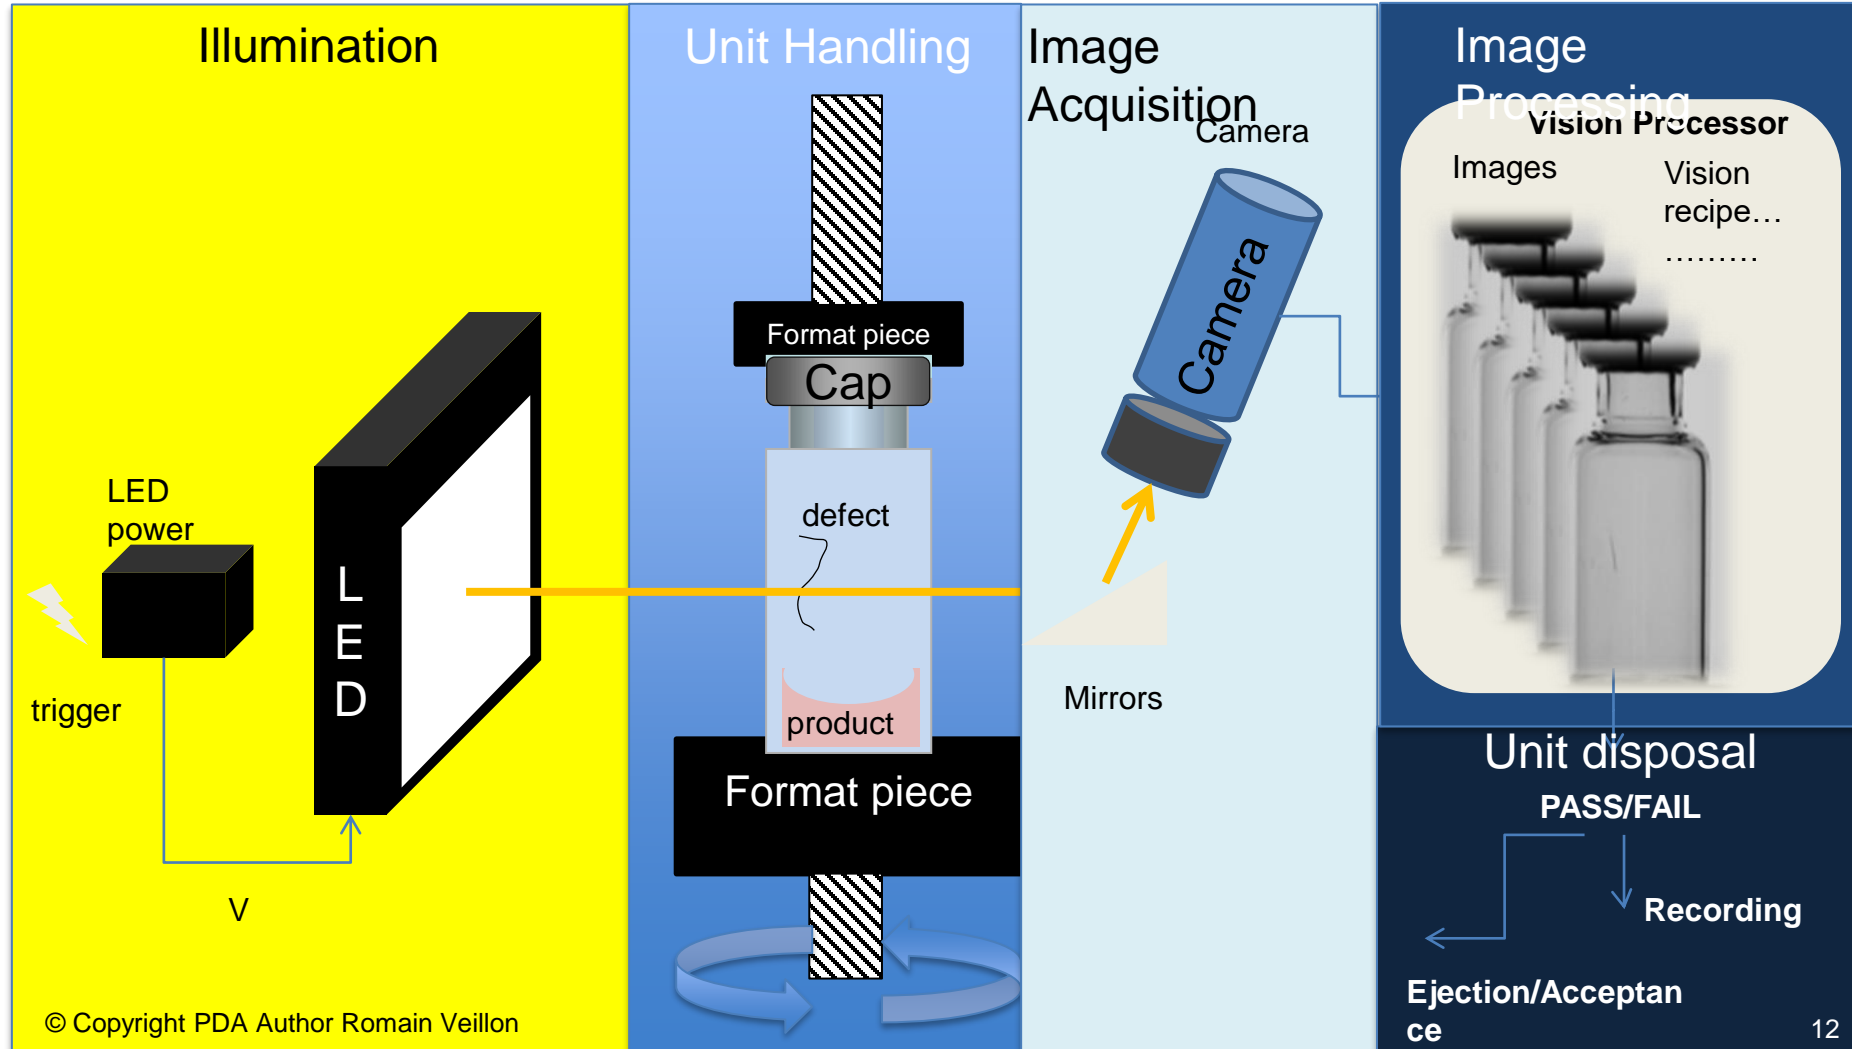 Illumination
LED
power
trigger
L
E
D
V
© Copyright PDA Author Romain Veillon
Unit Handling
Format piece
Cap
defect
product
Format piece
Image
Acquisition
Camera
Camera
Mirrors
Image
Processing
Vision Processor
Images
Vision
recipe…
………
Unit disposal
PASS/FAIL
Recording
Ejection/Acceptan
ce
12